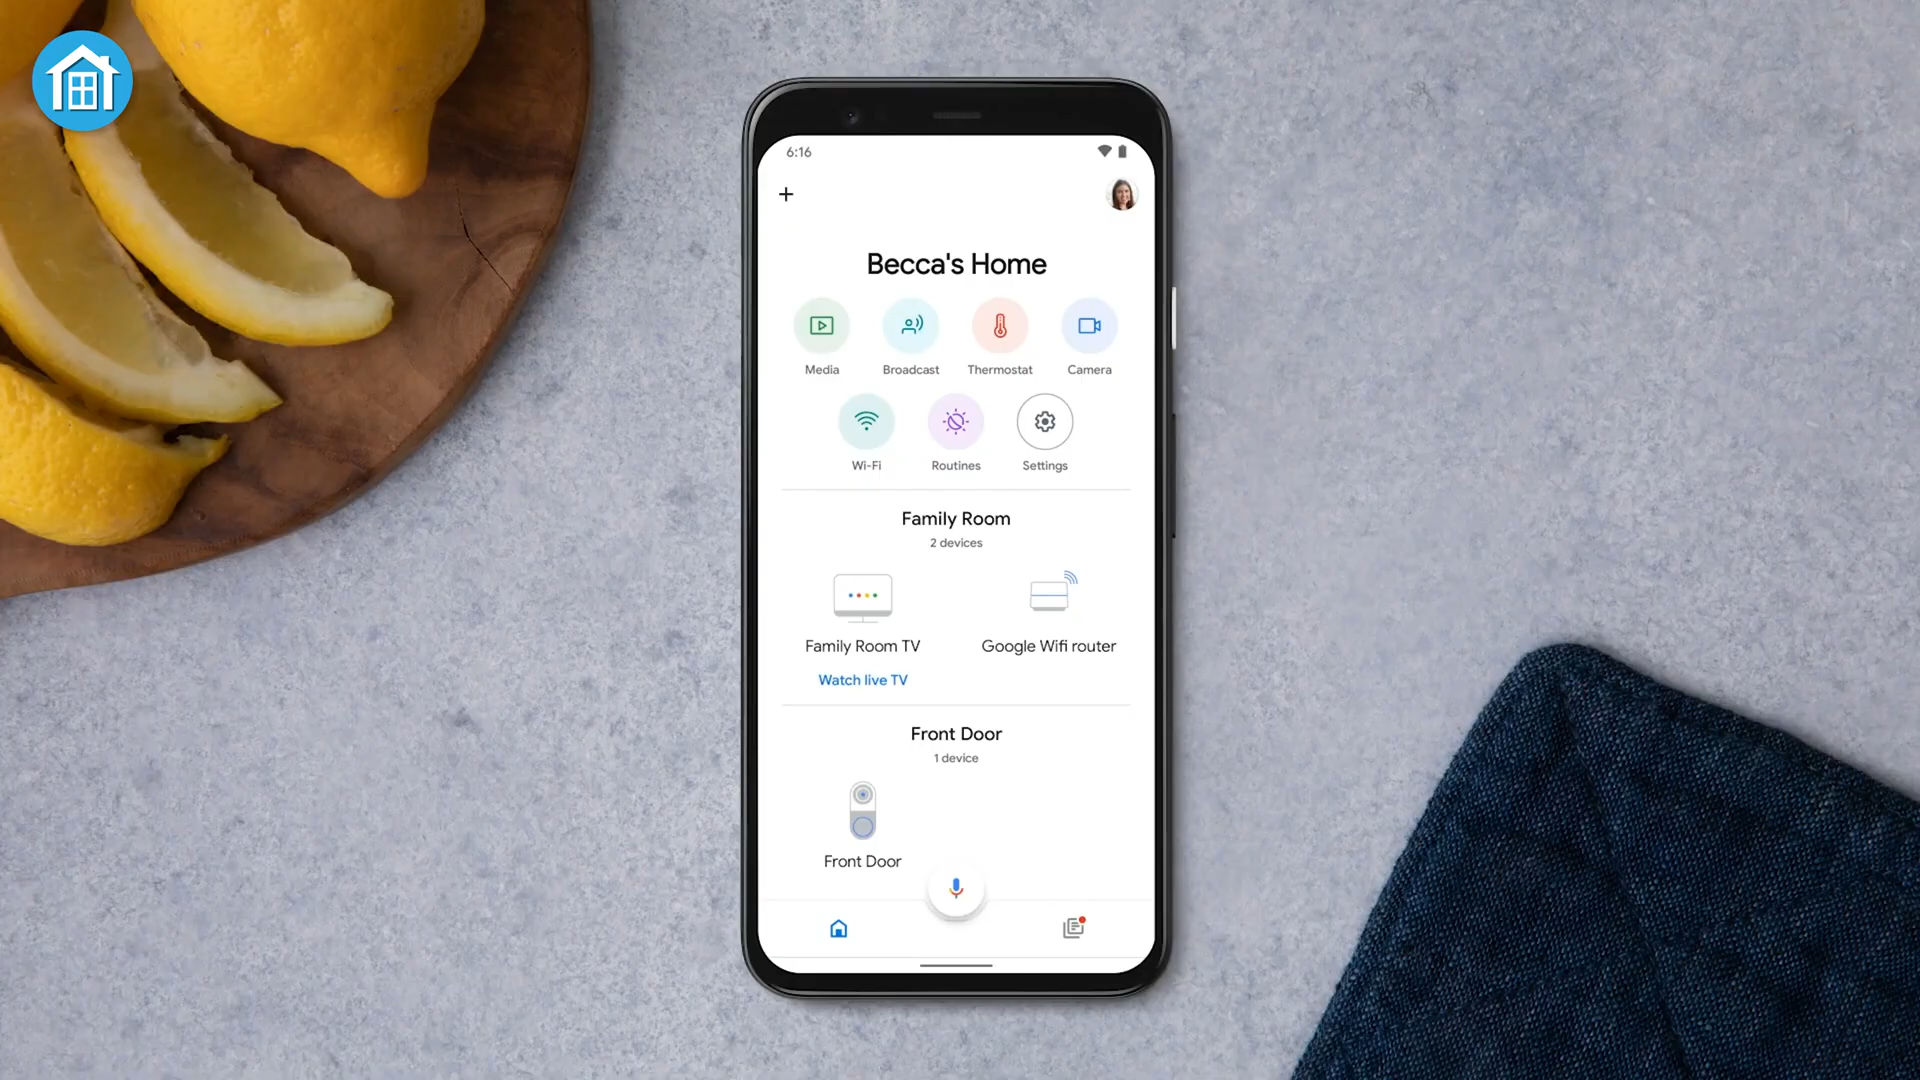 6:16
Becca's Home
Media
Broadcast
Thermostat
Camera
Wi-Fi
Routines
Settings
Family Room
2 devices
Family Room TV
Google Wifi router
Watch live TV
Front Door
1 device
Front Door